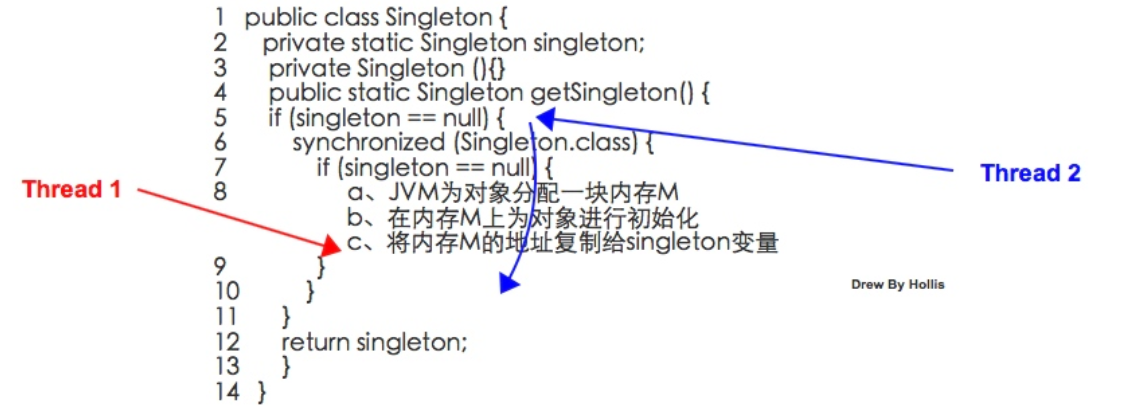 1 public class Singleton {
2 private static Singleton singleton;
3 private Singleton (){}
4 public static Singleton getSingleton() {
5 if (singleton == null) {
6 synchronized (Singleton.class) {
7 if (singleton == null) {
8 a、JVM为对象分配一块内存M
b、在内存M上为对象进行初始化
c、将内存M的地址复制给singleton变量
9 }
10 }
11 }
12 return singleton;
13 }
14 }
Thread 1
Thread 2
Drew By Hollis